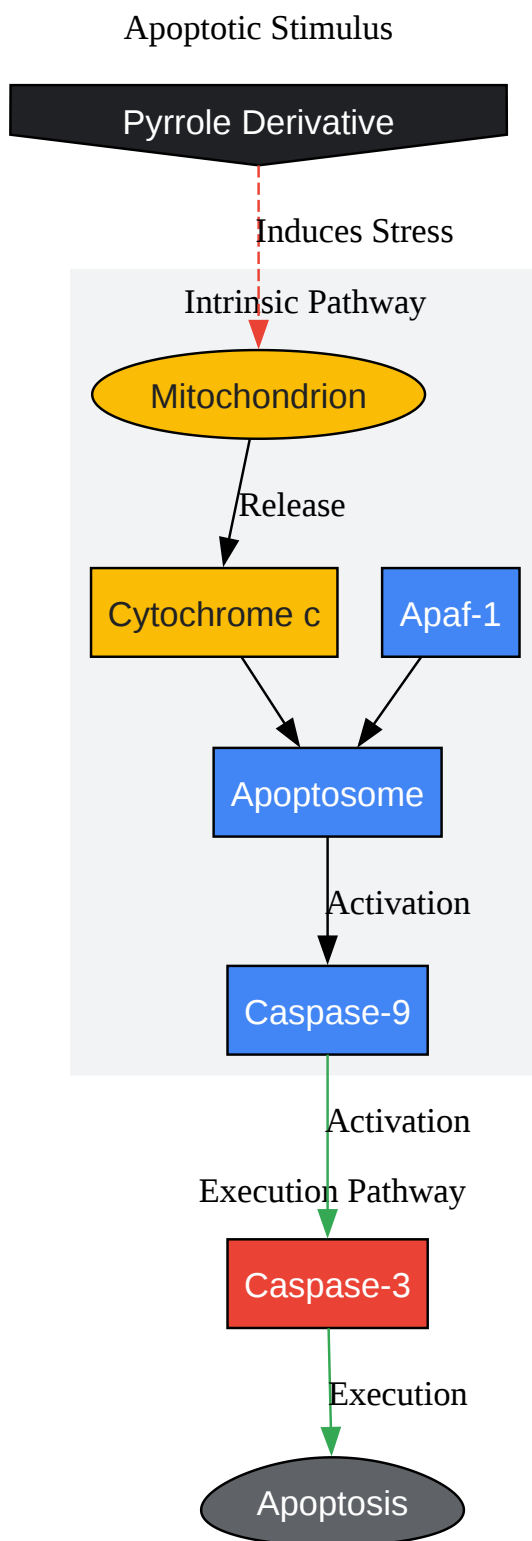 Apoptotic Stimulus
Pyrrole Derivative
Induces Stress
Intrinsic Pathway
Mitochondrion
Release
Cytochrome c
Apaf-1
Apoptosome
Activation
Caspase-9
Activation
Execution Pathway
Caspase-3
Execution
Apoptosis